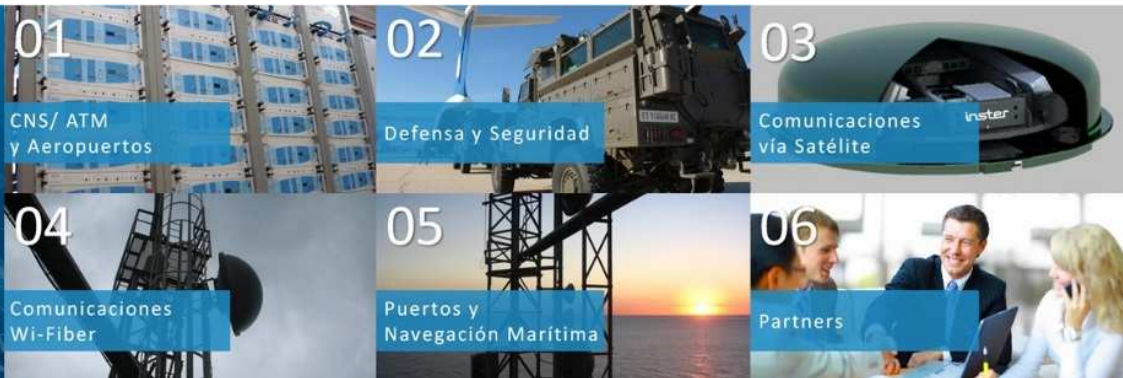 01
CNS/ ATM
y Aeropuertos
02
Defensa y Seguridad
03
Comunicaciones
vía Satélite
inster
04
Comunicaciones
Wi-Fiber
05
Puertos y
Navegación Marítima
06
Partners